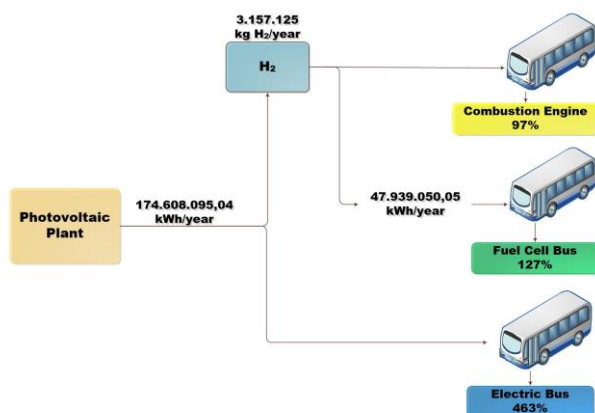 3.157.125
kg H₂/year
H₂
Combustion Engine
97%
174.608.095,04
kWh/year
Photovoltaic
Plant
47.939.050,05
kWh/year
Fuel Cell Bus
127%
Electric Bus
463%